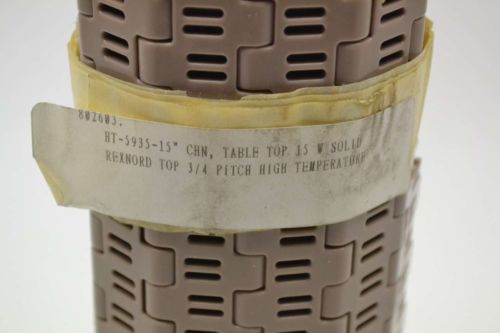 802603.
HT-5935-15" CHN, TABLE TOP 15 W SOLID
REXNORD TOP 3/4 PITCH HIGH TEMPERATURE